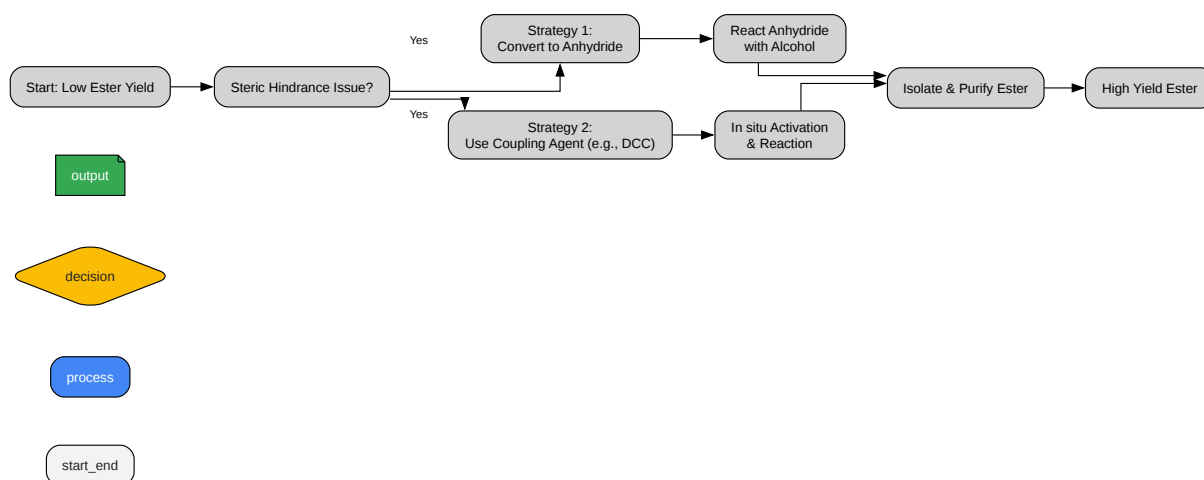 Start: Low Ester Yield
Steric Hindrance Issue?
Yes
Strategy 1:
Convert to Anhydride
React Anhydride
with Alcohol
Yes
Strategy 2:
Use Coupling Agent (e.g., DCC)
In situ Activation
& Reaction
Isolate & Purify Ester
High Yield Ester
output
decision
process
start_end